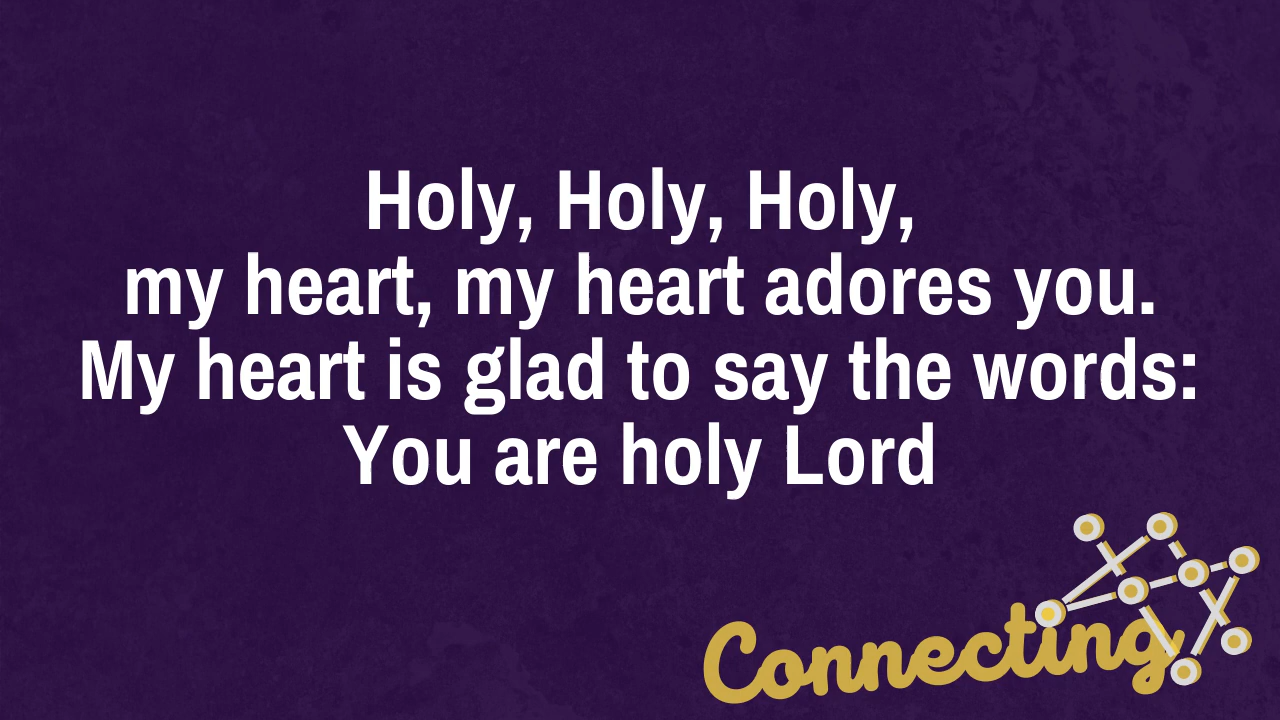 Holy, Holy, Holy,
my heart, my heart adores you.
My heart is glad to say the words:
You are holy Lord
Connecting